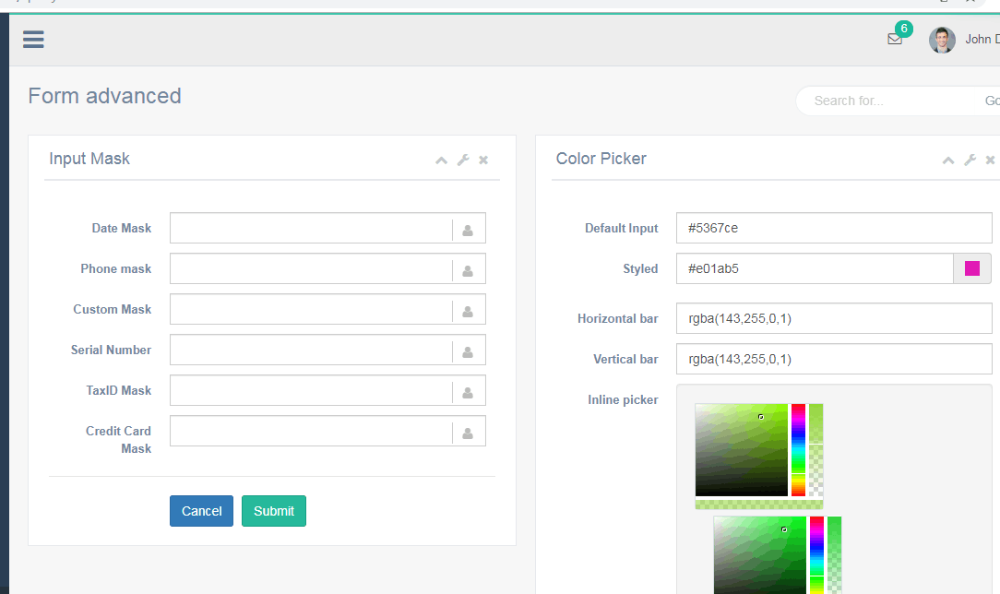 6
John D
Form advanced
Search for...
Go
Input Mask
Color Picker
Date Mask
Phone mask
Custom Mask
Serial Number
TaxID Mask
Credit Card
Mask
Cancel
Submit
Default Input
#5367ce
Styled
#e01ab5
Horizontal bar
rgba(143,255,0,1)
Vertical bar
rgba(143,255,0,1)
Inline picker